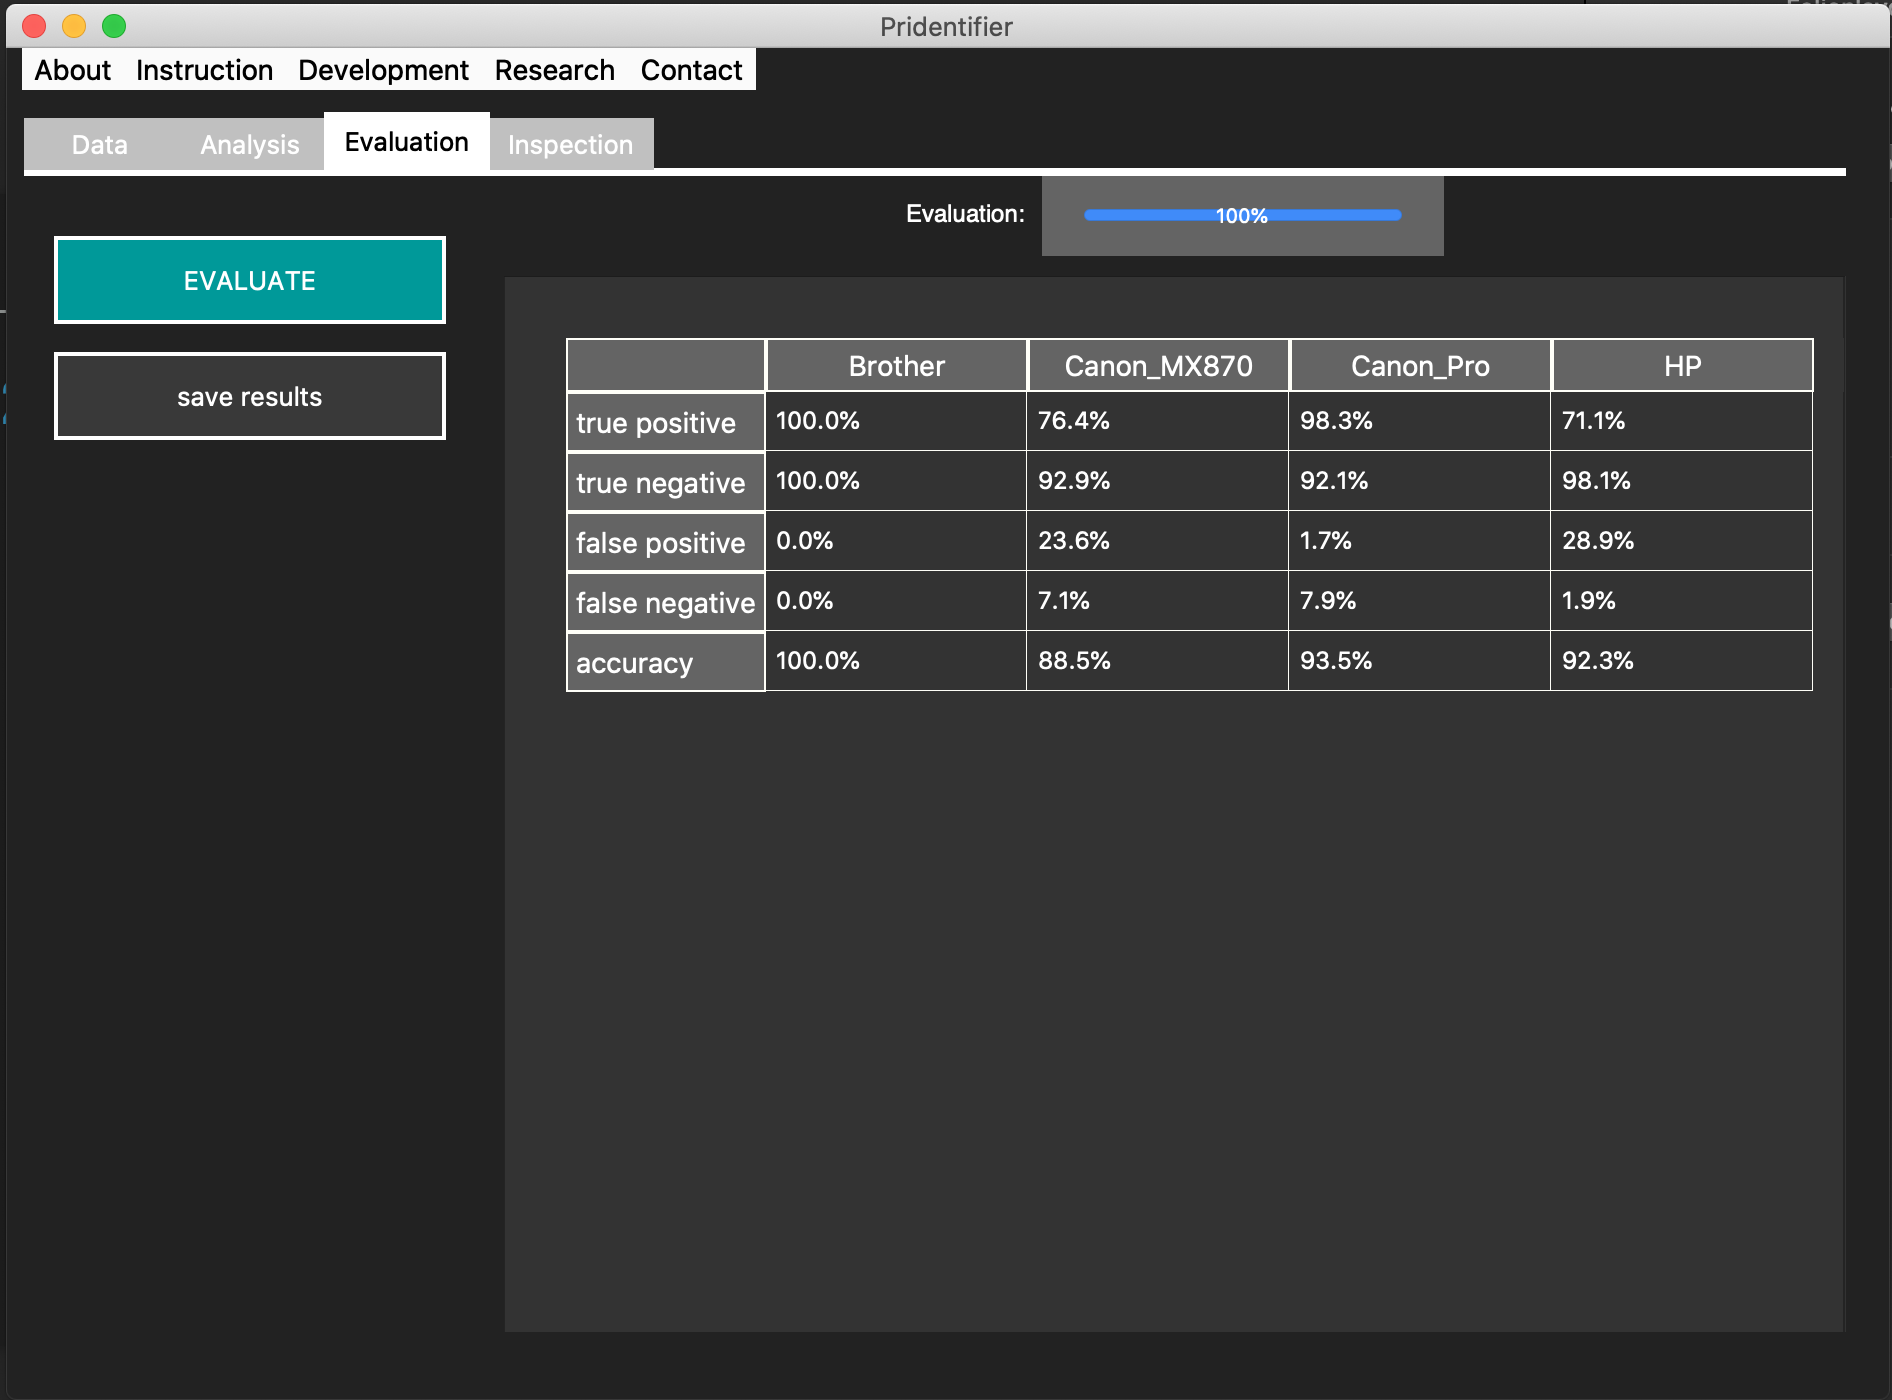 Pridentifier
About Instruction Development Research Contact
Data Analysis Evaluation Inspection
Evaluation: 100%
EVALUATE
save results
Brother Canon_MX870 Canon_Pro HP
true positive 100.0% 76.4% 98.3% 71.1%
true negative 100.0% 92.9% 92.1% 98.1%
false positive 0.0% 23.6% 1.7% 28.9%
false negative 0.0% 7.1% 7.9% 1.9%
accuracy 100.0% 88.5% 93.5% 92.3%